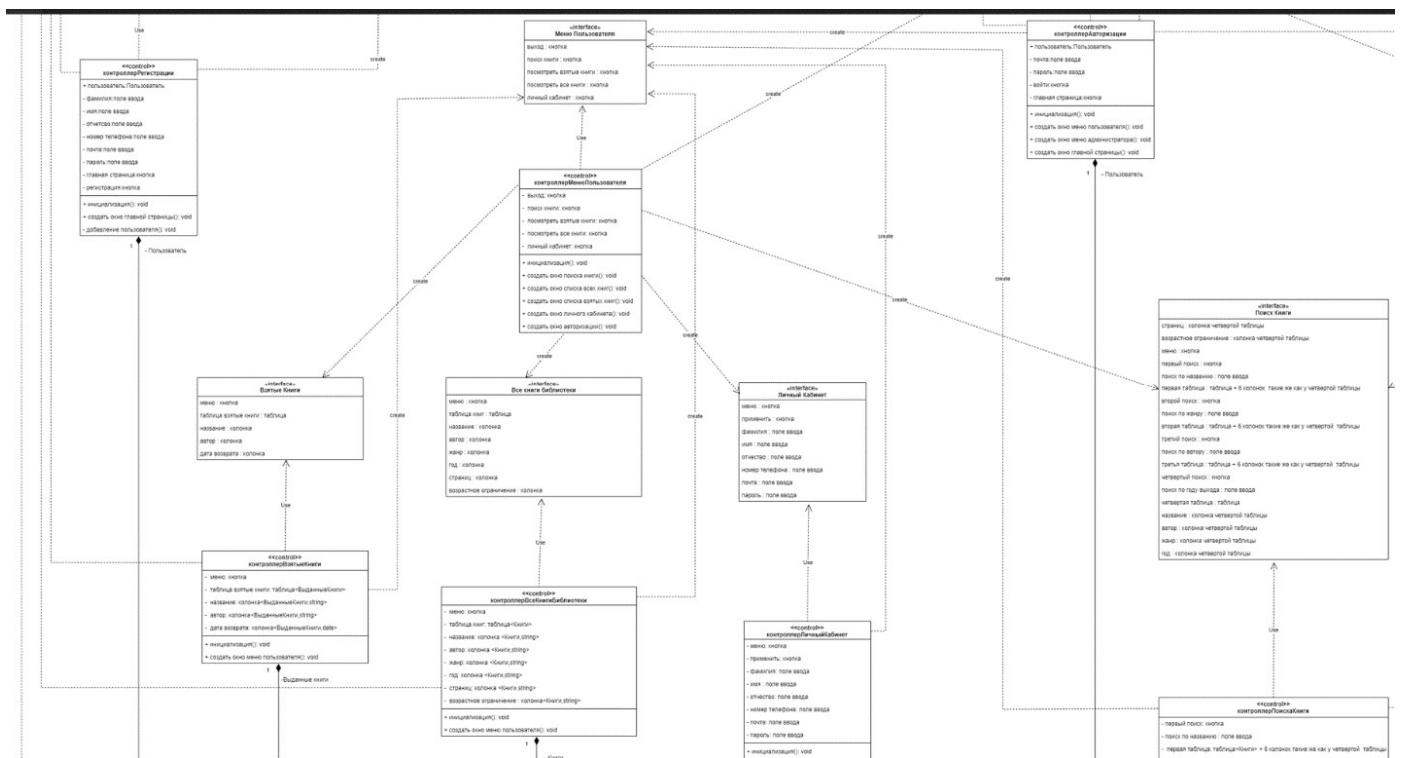 Use
create
<<control>>
контроллерРегистрации
+ пользователь:Пользователь
- фамилия:поле ввода
- имя:поле ввода
- отчетсво:поле ввода
- номер телефона:поле ввода
- почта:поле ввода
- пароль:поле ввода
- главная страница:кнопка
- регистрация:кнопка
+ инициализация(): void
+ создать окно главной страницы(): void
- добавление пользователя(): void
1
- Пользователь
«interface»
Меню Пользователя
выход : кнопка
поиск книги : кнопка
посмотреть взятые книги : кнопка
посмотреть все книги : кнопка
личный кабинет : кнопка
create
Use
create
<<control>>
контроллерАвторизации
+ пользователь:Пользователь
- почта:поле ввода
- пароль:поле ввода
- войти:кнопка
- главная страница:кнопка
+ инициализация(): void
+ создать окно меню пользователя(): void
+ создать окно меню администратора(): void
+ создать окно главной страницы(): void
1
- Пользователь
<<control>>
контроллерМенюПользователя
- выход: кнопка
- поиск книги: кнопка
- посмотреть взятые книги: кнопка
- посмотреть все книги: кнопка
- личный кабинет: кнопка
+ инициализация(): void
+ создать окно поиска книги(): void
+ создать окно списка всех книг(): void
+ создать окно списка взятых книг(): void
+ создать окно личного кабинета(): void
+ создать окно авторизации(): void
create
create
create
create
create
create
create
«interface»
Взятые Книги
меню : кнопка
таблица взятые книги : таблица
название : колонка
автор : колонка
дата возврата : колонка
«interface»
Все книги библиотеки
меню : кнопка
таблица книг : таблица
название : колонка
автор : колонка
жанр : колонка
год : колонка
страниц : колонка
возрастное ограничение : колонка
«interface»
Личный Кабинет
меню : кнопка
применить : кнопка
фамилия : поле ввода
имя : поле ввода
отчество : поле ввода
номер телефона : поле ввода
почта : поле ввода
пароль : поле ввода
«interface»
Поиск Книги
страниц : колонка четвертой таблицы
возрастное ограничение : колонка четвертой таблицы
меню : кнопка
первый поиск : кнопка
поиск по названию : поле ввода
первая таблица : таблица + 6 колонок такие же как у четвертой таблицы
второй поиск : кнопка
поиск по жанру : поле ввода
вторая таблица : таблица + 6 колонок такие же как у четвертой таблицы
третий поиск : кнопка
поиск по автору : поле ввода
третья таблица : таблица + 6 колонок такие же как у четвертой таблицы
четвертый поиск : кнопка
поиск по году выхода : поле ввода
четвертая таблица : таблица
название : колонка четвертой таблицы
автор : колонка четвертой таблицы
жанр : колонка четвертой таблицы
год : колонка четвертой таблицы
Use
Use
Use
Use
<<control>>
контроллерВзятыеКниги
- меню: кнопка
- таблица взятые книги: таблица<ВыданныеКниги>
- название: колонка<ВыданныеКниги,string>
- автор: колонка<ВыданныеКниги,string>
- дата возврата: колонка<ВыданныеКниги,date>
+ инициализация(): void
+ создать окно меню пользователя(): void
1
-Выданные книги
<<control>>
контроллерВсеКнигиБиблиотеки
- меню: кнопка
- таблица книг: таблица<Книги>
- название: колонка <Книги,string>
- автор: колонка <Книги,string>
- жанр: колонка <Книги,string>
- год: колонка <Книги,string>
- страниц: колонка <Книги,string>
- возрастное ограничение : колонка<Книги,string>
+ инициализация(): void
+ создать окно меню пользователя(): void
1
<<control>>
контроллерЛичныйКабинет
- меню: кнопка
- применить: кнопка
- фамилия: поле ввода
- имя : поле ввода
- отчество: поле ввода
- номер телефона: поле ввода
- почта: поле ввода
- пароль: поле ввода
+ инициализация(): void
<<control>>
контроллерПоискаКниги
- первый поиск: кнопка
- поиск по названию : поле ввода
- первая таблица: таблица<Книги> + 6 колонок такие же как у четвертой таблицы